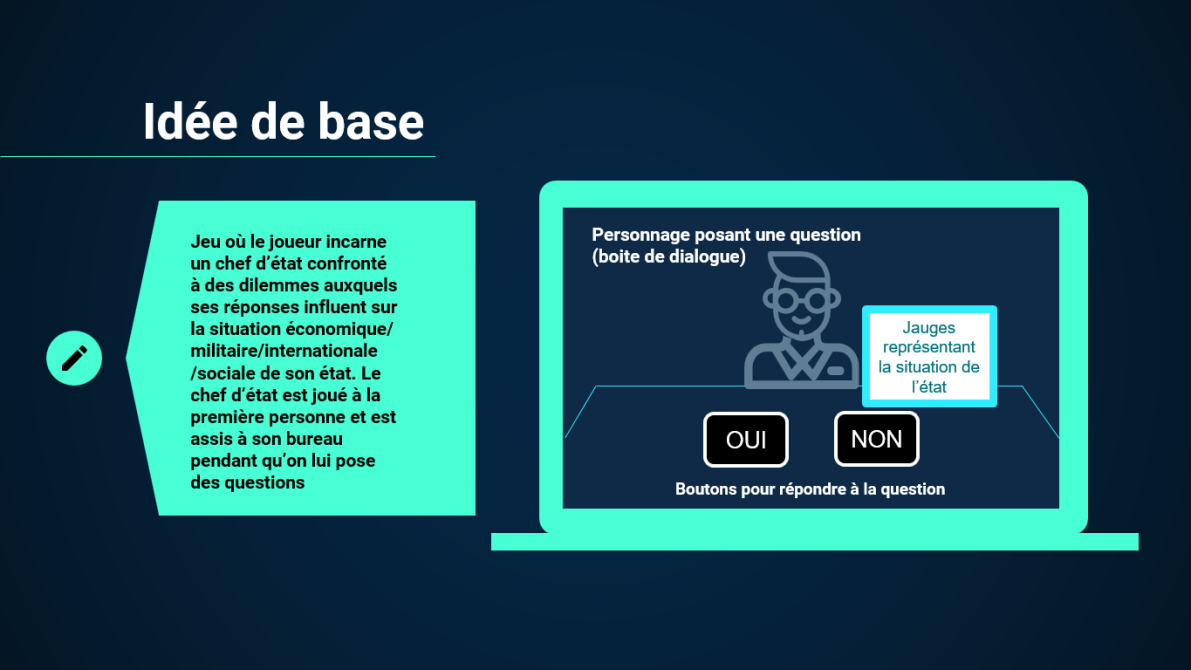 Idée de base
Jeu où le joueur incarne
un chef d’état confronté
à des dilemmes auxquels
ses réponses influent sur
la situation économique/
militaire/internationale
/sociale de son état. Le
chef d’état est joué à la
première personne et est
assis à son bureau
pendant qu’on lui pose
des questions
Personnage posant une question
(boite de dialogue)
Jauges
représentant
la situation de
l’état
OUI
NON
Boutons pour répondre à la question